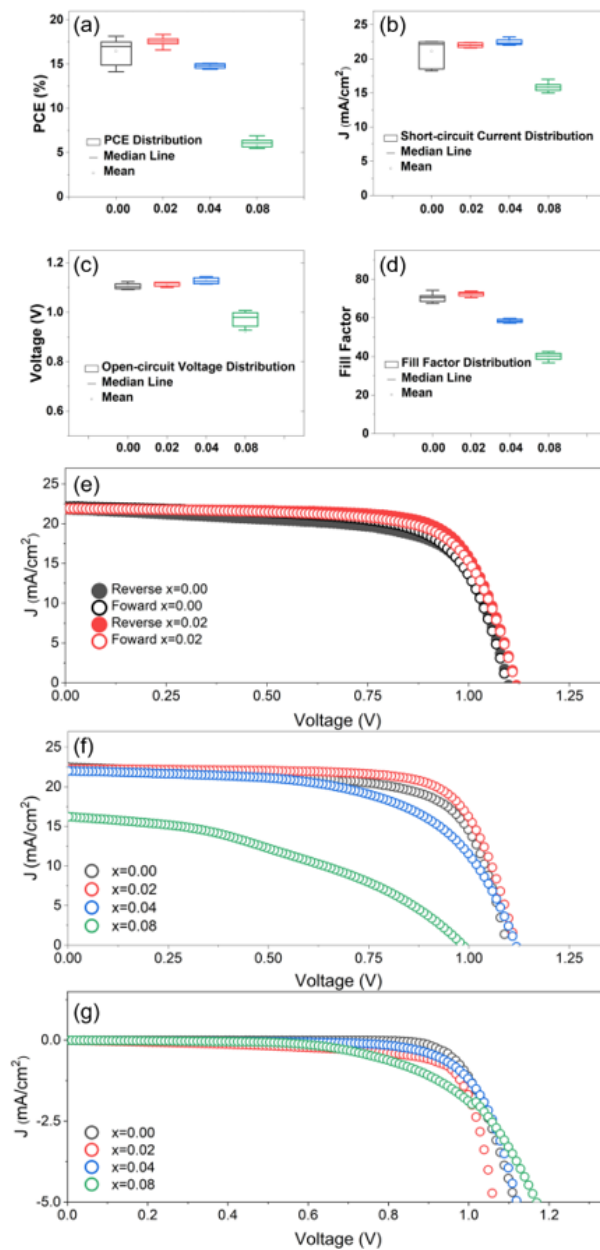 (a)
20
15
10
5
0
PCE (%)
PCE Distribution
Median Line
Mean
0.00 0.02 0.04 0.08
(b)
25
20
15
10
5
0
J (mA/cm²)
Short-circuit Current Distribution
Median Line
Mean
0.00 0.02 0.04 0.08
(c)
1.2
1.0
0.8
0.6
Voltage (V)
Open-circuit Voltage Distribution
Median Line
Mean
0.00 0.02 0.04 0.08
(d)
80
60
40
20
0
Fill Factor
Fill Factor Distribution
Median Line
Mean
0.00 0.02 0.04 0.08
(e)
25
20
15
10
5
0
J (mA/cm²)
Reverse x=0.00
Foward x=0.00
Reverse x=0.02
Foward x=0.02
0.00 0.25 0.50 0.75 1.00 1.25
Voltage (V)
(f)
25
20
15
10
5
0
J (mA/cm²)
x=0.00
x=0.02
x=0.04
x=0.08
0.00 0.25 0.50 0.75 1.00 1.25
Voltage (V)
(g)
0.0
-2.5
-5.0
J (mA/cm²)
x=0.00
x=0.02
x=0.04
x=0.08
0.0 0.2 0.4 0.6 0.8 1.0 1.2
Voltage (V)